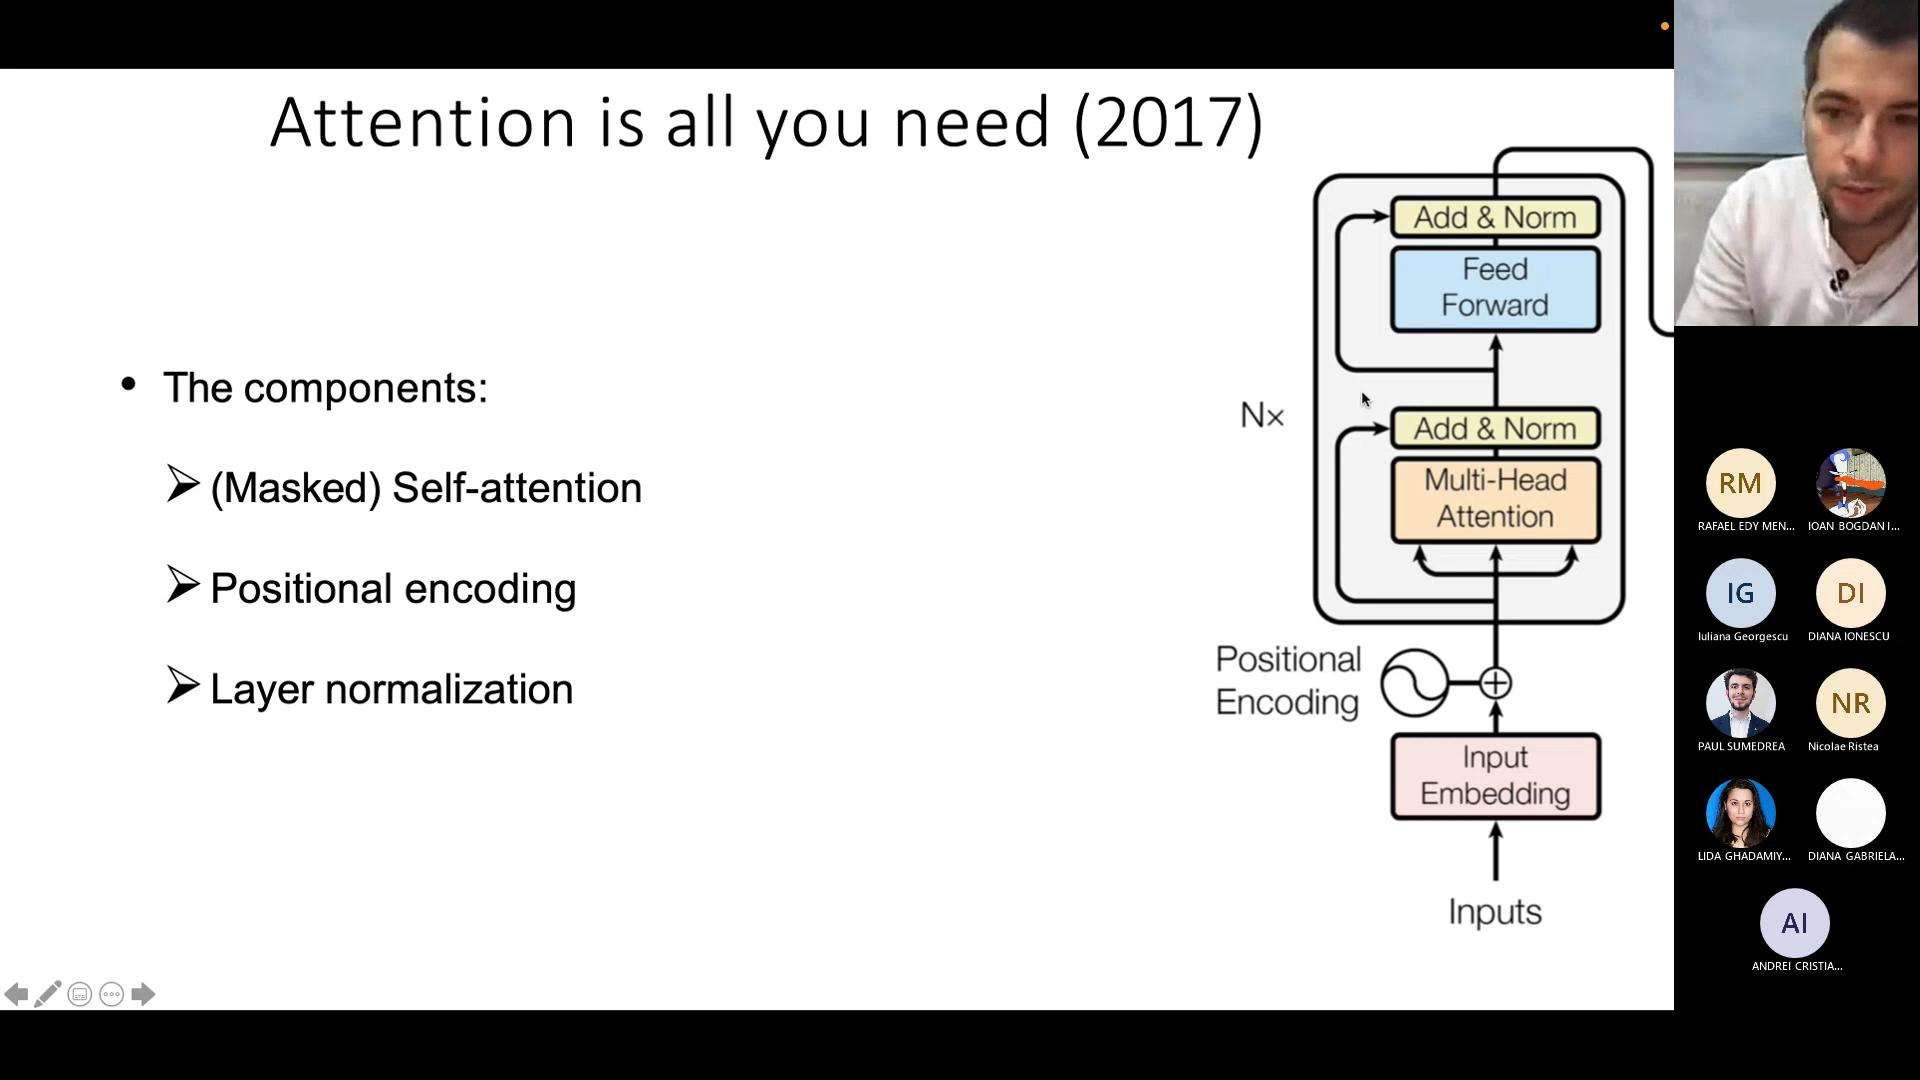 Attention is all you need (2017)
• The components:
➢ (Masked) Self-attention
➢ Positional encoding
➢ Layer normalization
Add & Norm
Feed
Forward
N×
Add & Norm
Multi-Head
Attention
Positional
Encoding
Input
Embedding
Inputs
RM
RAFAEL EDY MEN...
IOAN BOGDAN I...
IG
Iuliana Georgescu
DI
DIANA IONESCU
PAUL SUMEDREA
NR
Nicolae Ristea
LIDA GHADAMIY...
DIANA GABRIELA...
AI
ANDREI CRISTIA...